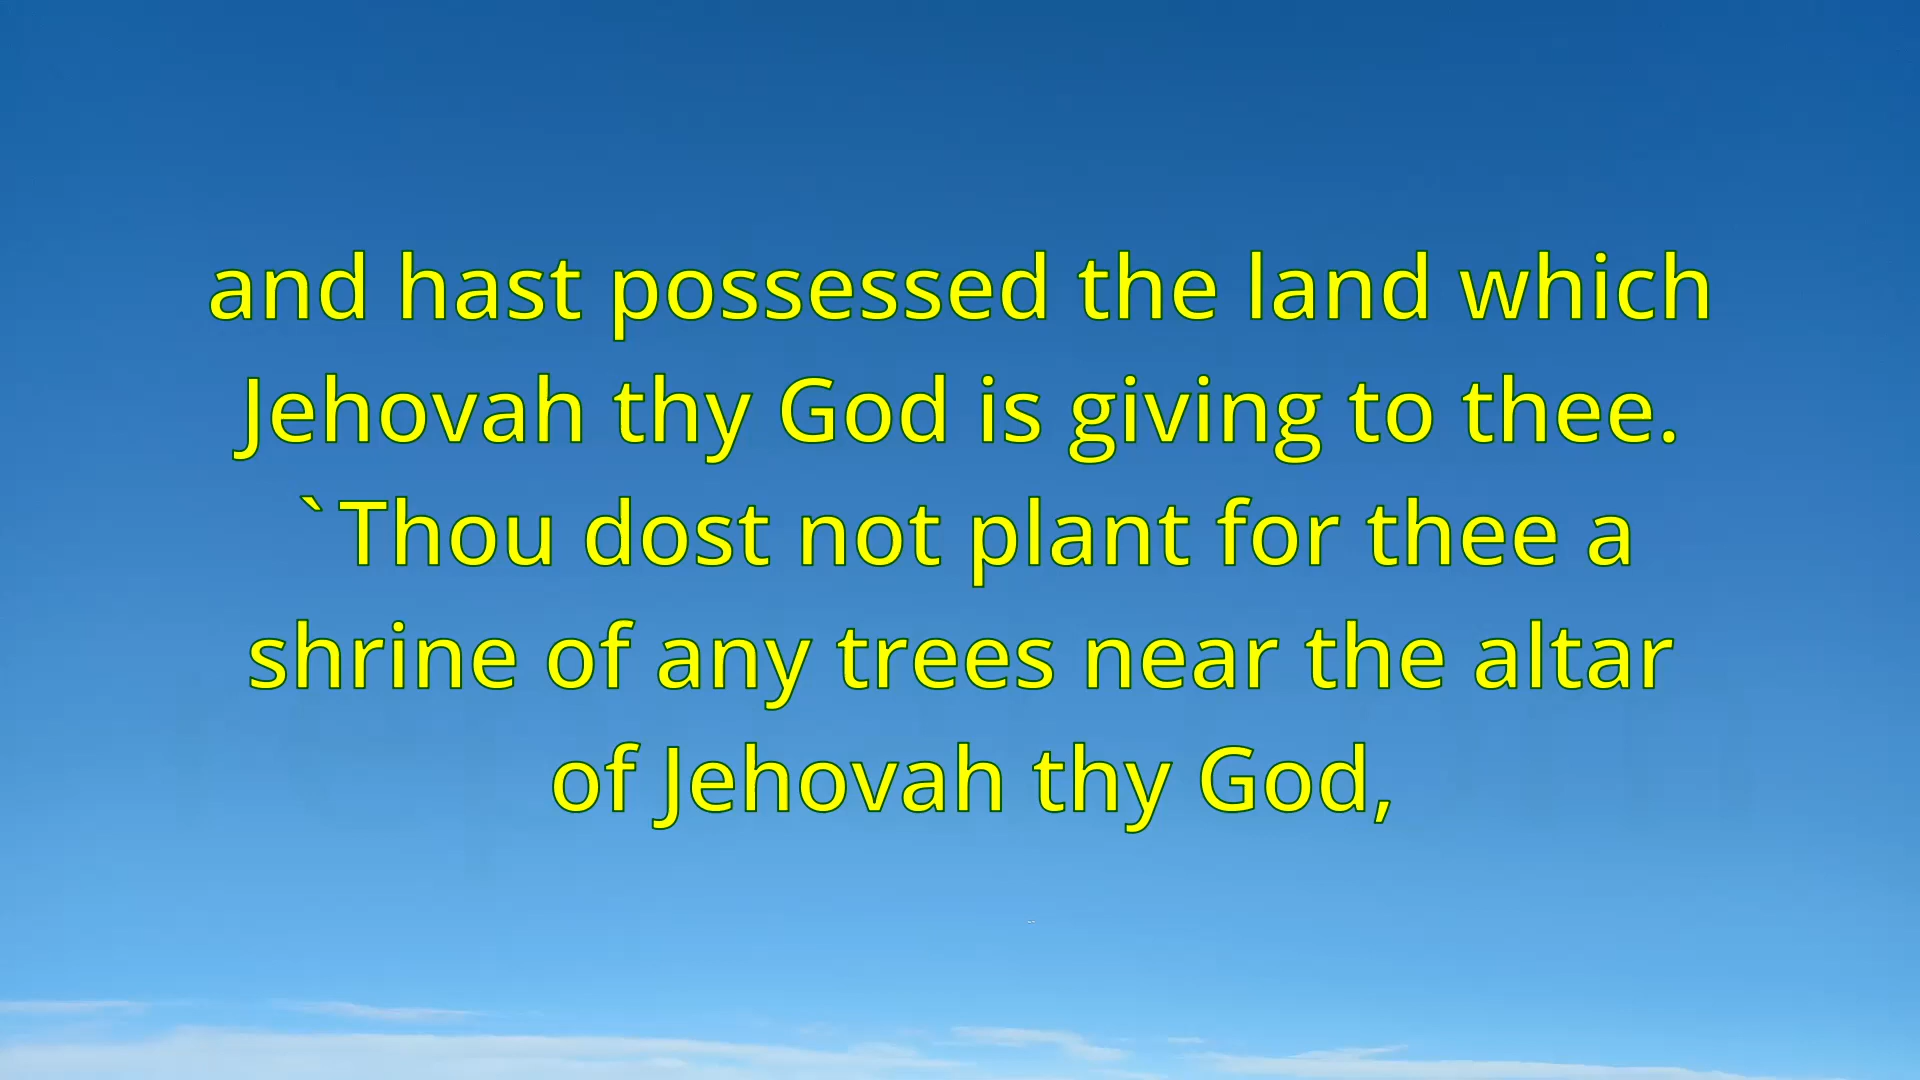 and hast possessed the land which
Jehovah thy God is giving to thee.
`Thou dost not plant for thee a
shrine of any trees near the altar
of Jehovah thy God,